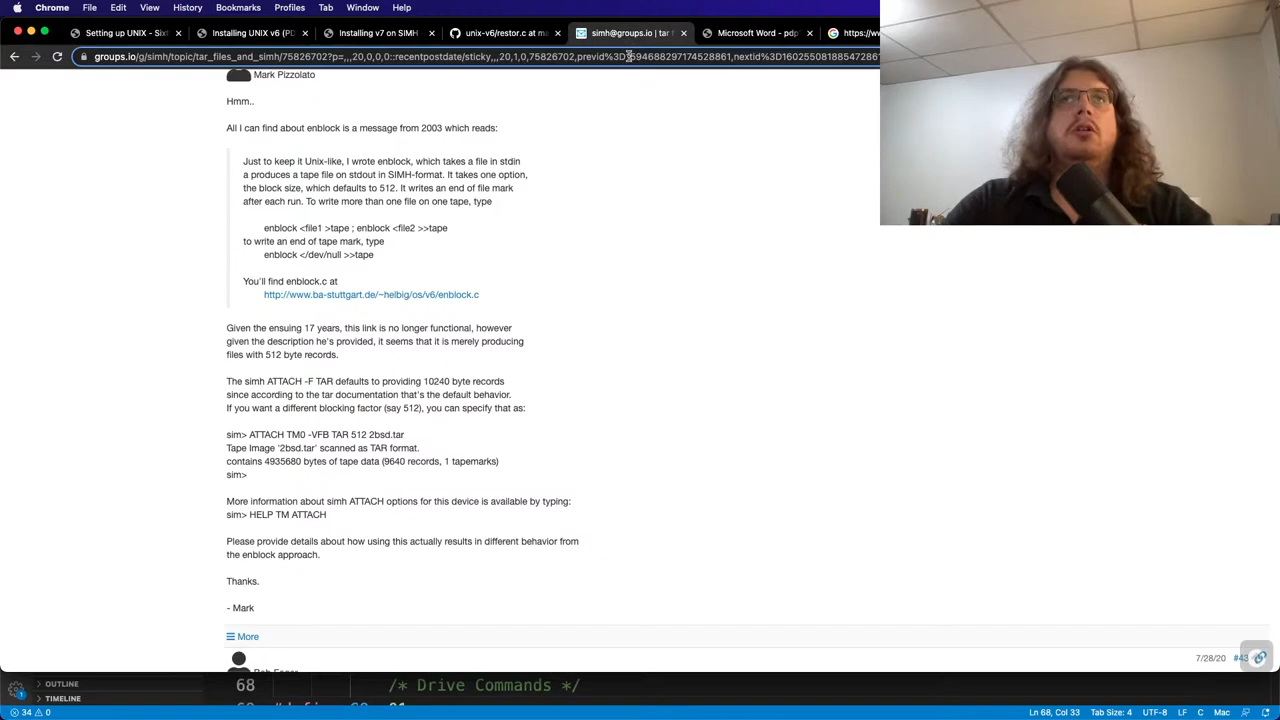 Chrome File Edit View History Bookmarks Profiles Tab Window Help
Setting up UNIX - Sixt
Installing UNIX v6 (PD
Installing v7 on SIMH
unix-v6/restor.c at ma
simh@groups.io | tar f
Microsoft Word - pdp
https://ww
groups.io/g/simh/topic/tar_files_and_simh/75826702?p=,,,20,0,0,0::recentpostdate/sticky,,,20,1,0,75826702,previd%3D1594688297174528861,nextid%3D1602550818854728619
Mark Pizzolato
Hmm..
All I can find about enblock is a message from 2003 which reads:
Just to keep it Unix-like, I wrote enblock, which takes a file in stdin
a produces a tape file on stdout in SIMH-format. It takes one option,
the block size, which defaults to 512. It writes an end of file mark
after each run. To write more than one file on one tape, type
enblock <file1 >tape ; enblock <file2 >>tape
to write an end of tape mark, type
enblock </dev/null >>tape
You'll find enblock.c at
http://www.ba-stuttgart.de/~helbig/os/v6/enblock.c
Given the ensuing 17 years, this link is no longer functional, however
given the description he's provided, it seems that it is merely producing
files with 512 byte records.
The simh ATTACH -F TAR defaults to providing 10240 byte records
since according to the tar documentation that's the default behavior.
If you want a different blocking factor (say 512), you can specify that as:
sim> ATTACH TM0 -VFB TAR 512 2bsd.tar
Tape Image '2bsd.tar' scanned as TAR format.
contains 4935680 bytes of tape data (9640 records, 1 tapemarks)
sim>
More information about simh ATTACH options for this device is available by typing:
sim> HELP TM ATTACH
Please provide details about how using this actually results in different behavior from
the enblock approach.
Thanks.
- Mark
More
7/28/20 #43
OUTLINE
68 /* Drive Commands */
TIMELINE
34 0
Ln 68, Col 33 Tab Size: 4 UTF-8 LF C Mac